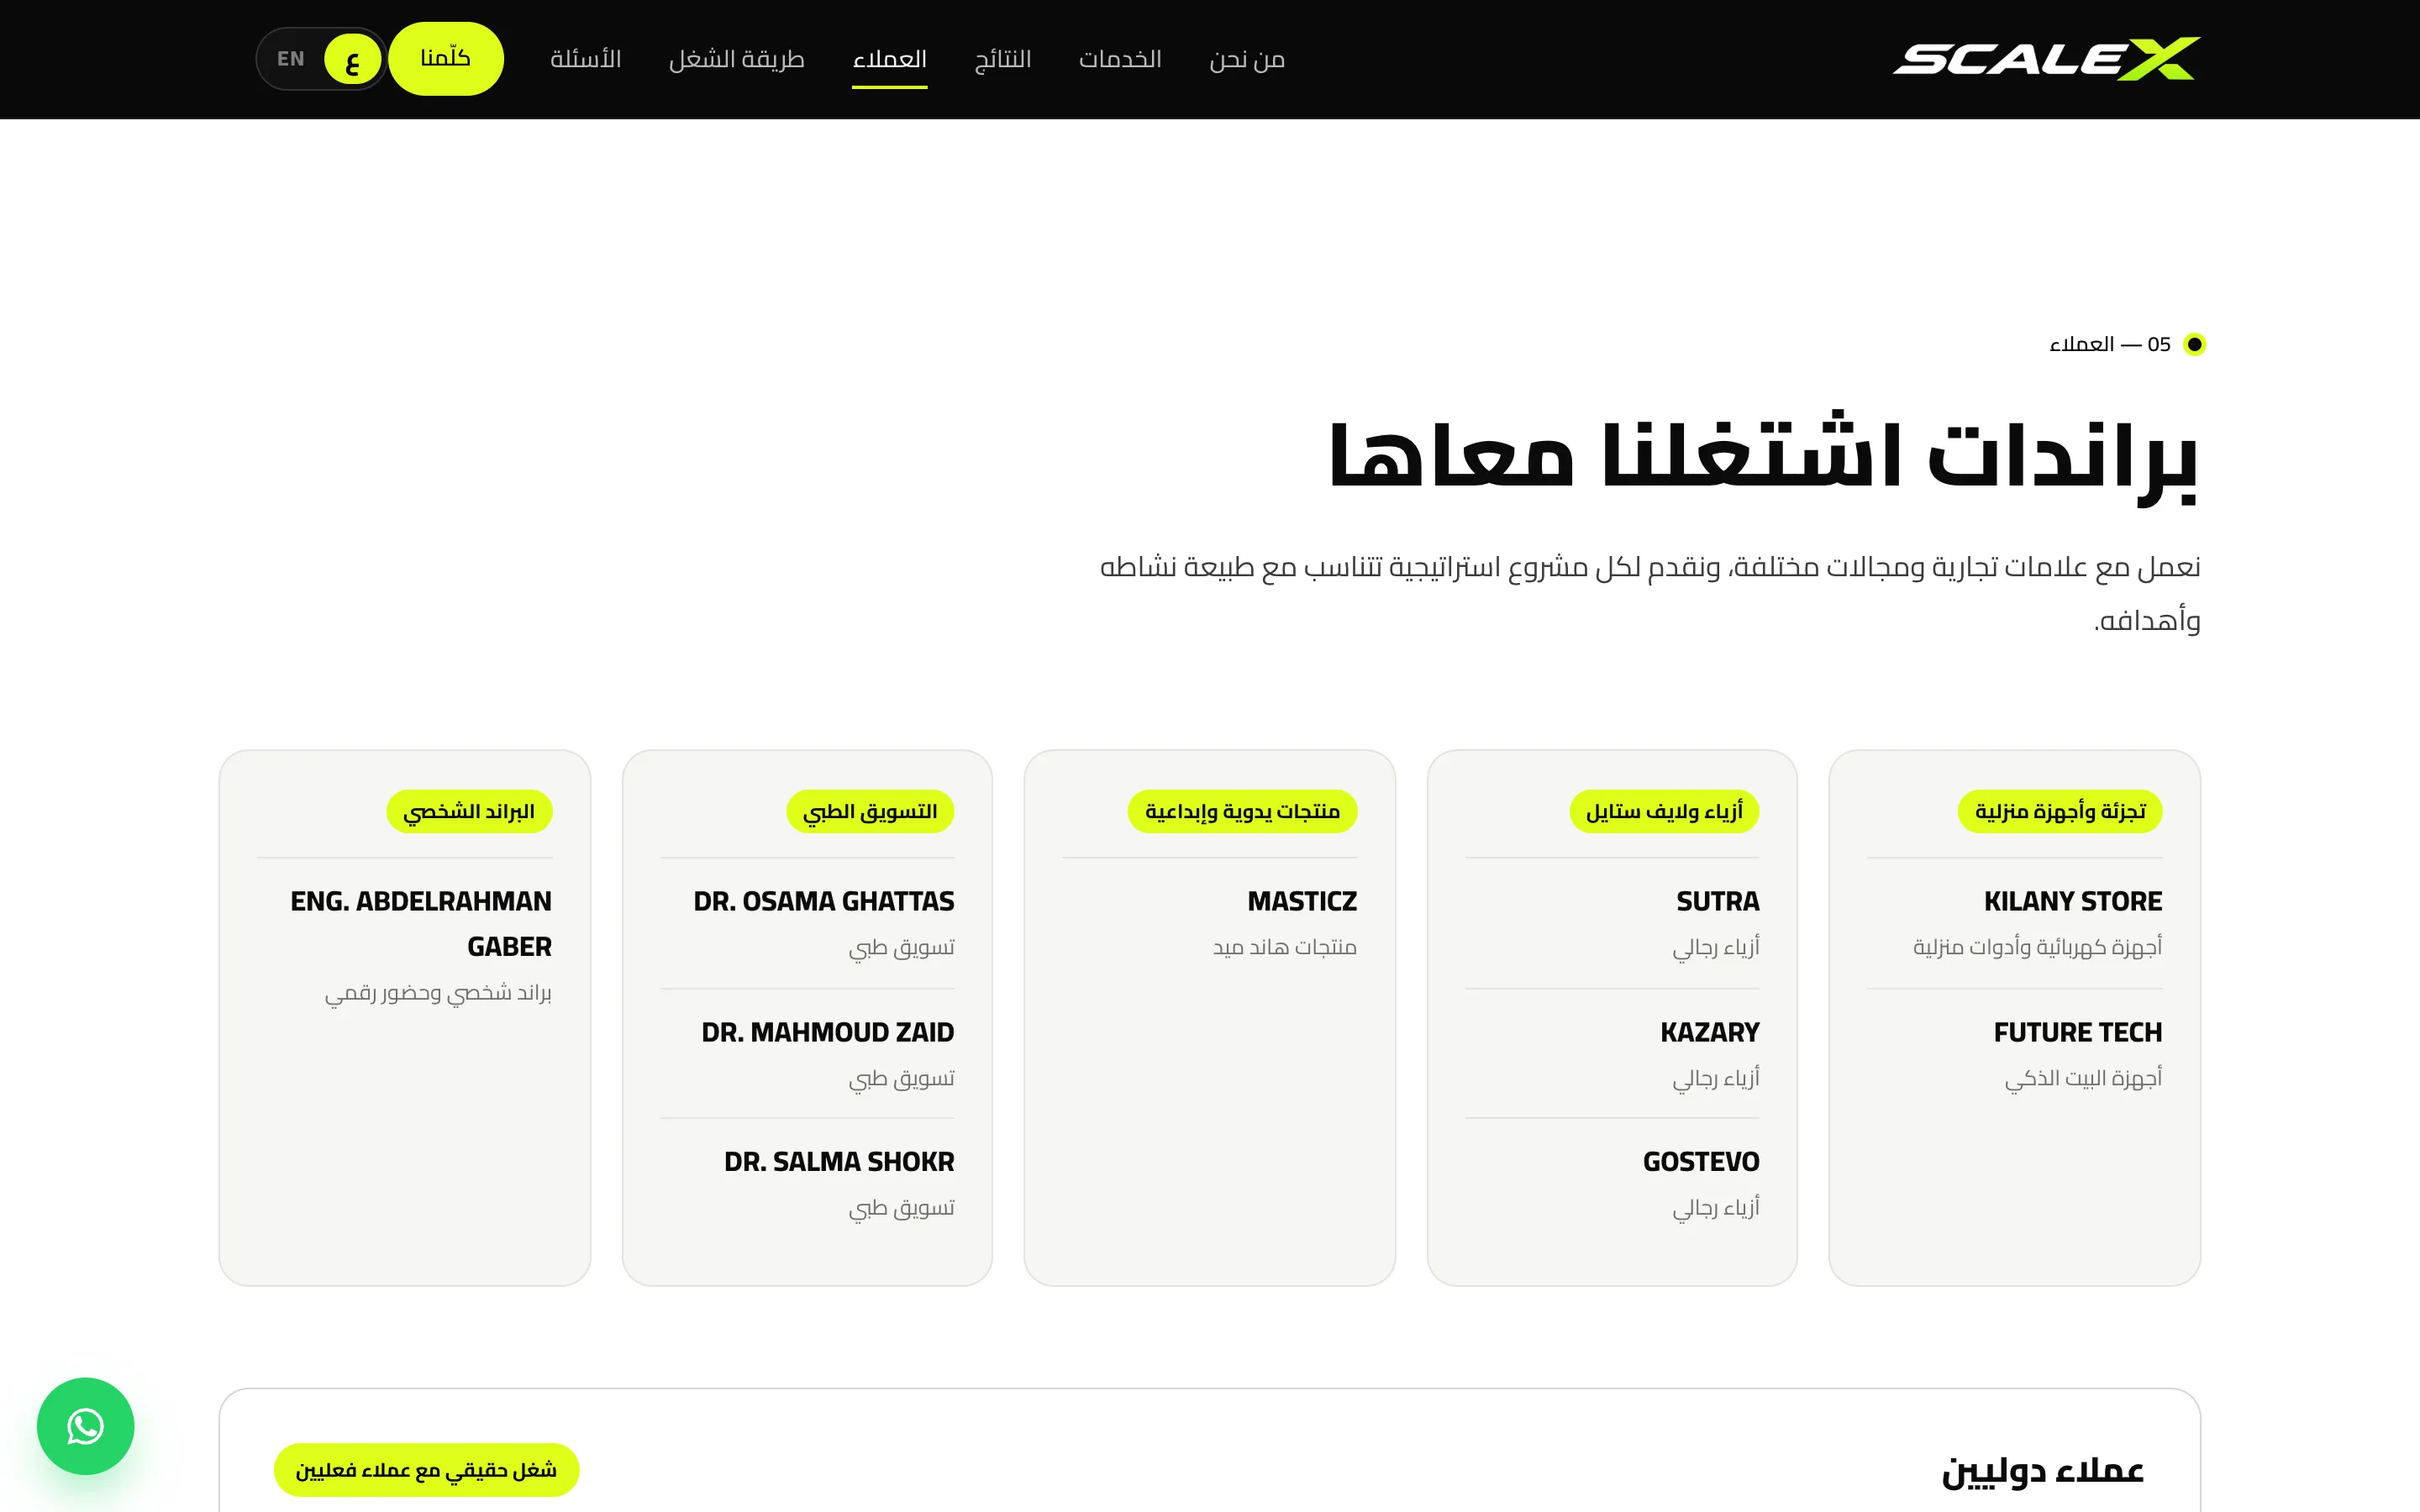 SCALEX
من نحن
الخدمات
النتائج
العملاء
طريقة الشغل
الأسئلة
كلّمنا
ع
EN
05 — العملاء
براندات اشتغلنا معاها
نعمل مع علامات تجارية ومجالات مختلفة، ونقدم لكل مشروع استراتيجية تتناسب مع طبيعة نشاطه
وأهدافه.
تجزئة وأجهزة منزلية
KILANY STORE
أجهزة كهربائية وأدوات منزلية
FUTURE TECH
أجهزة البيت الذكي
أزياء ولايف ستايل
SUTRA
أزياء رجالي
KAZARY
أزياء رجالي
GOSTEVO
أزياء رجالي
منتجات يدوية وإبداعية
MASTICZ
منتجات هاند ميد
التسويق الطبي
DR. OSAMA GHATTAS
تسويق طبي
DR. MAHMOUD ZAID
تسويق طبي
DR. SALMA SHOKR
تسويق طبي
البراند الشخصي
ENG. ABDELRAHMAN
GABER
براند شخصي وحضور رقمي
عملاء دوليين
شغل حقيقي مع عملاء فعليين